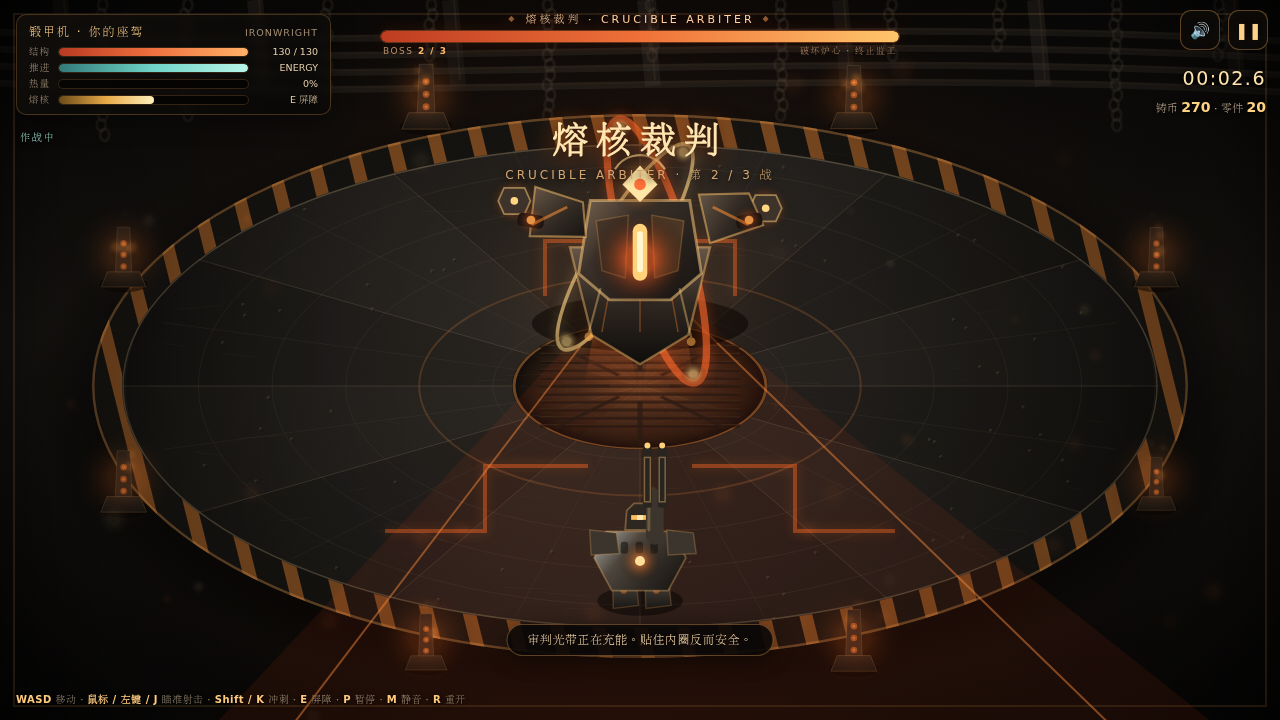 锻甲机 · 你的座驾 IRONWRIGHT
结构 130 / 130
推进 ENERGY
热量 0%
熔核 E 屏障
作战中
◆ 熔核裁判 · CRUCIBLE ARBITER ◆
BOSS 2 / 3 破坏炉心 · 终止监工
00:02.6
铸币 270 · 零件 20
熔核裁判
CRUCIBLE ARBITER · 第 2 / 3 战
审判光带正在充能。贴住内圈反而安全。
WASD 移动 · 鼠标 / 左键 / J 瞄准射击 · Shift / K 冲刺 · E 屏障 · P 暂停 · M 静音 · R 重开